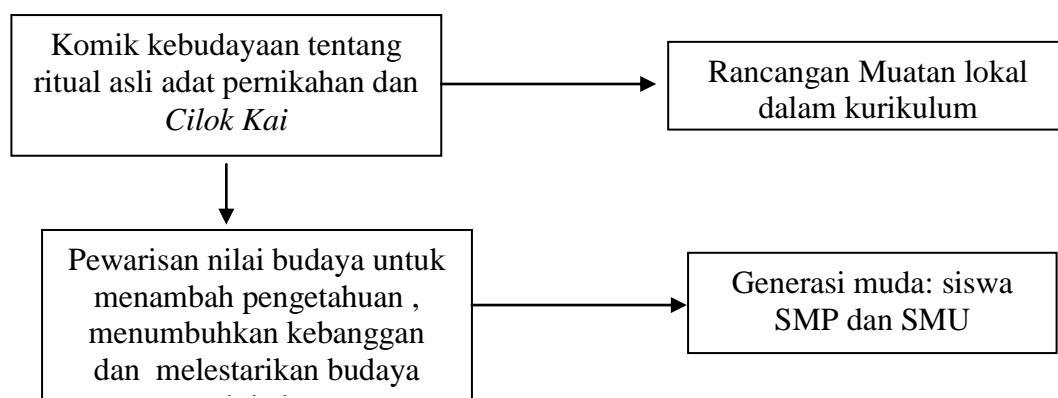 Komik kebudayaan tentang
ritual asli adat pernikahan dan
Cilok Kai
Rancangan Muatan lokal
dalam kurikulum
Pewarisan nilai budaya untuk
menambah pengetahuan ,
menumbuhkan kebanggan
dan  melestarikan budaya
Generasi muda: siswa
SMP dan SMU